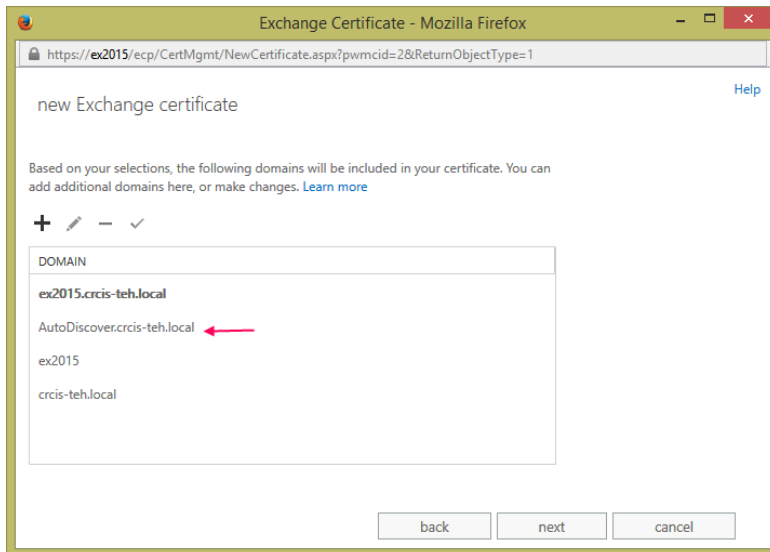 Exchange Certificate - Mozilla Firefox
https://ex2015/ecp/CertMgmt/NewCertificate.aspx?pwmcid=2&ReturnObjectType=1
Help
new Exchange certificate
Based on your selections, the following domains will be included in your certificate. You can
add additional domains here, or make changes. Learn more
DOMAIN
ex2015.crcis-teh.local
AutoDiscover.crcis-teh.local
ex2015
crcis-teh.local
back next cancel